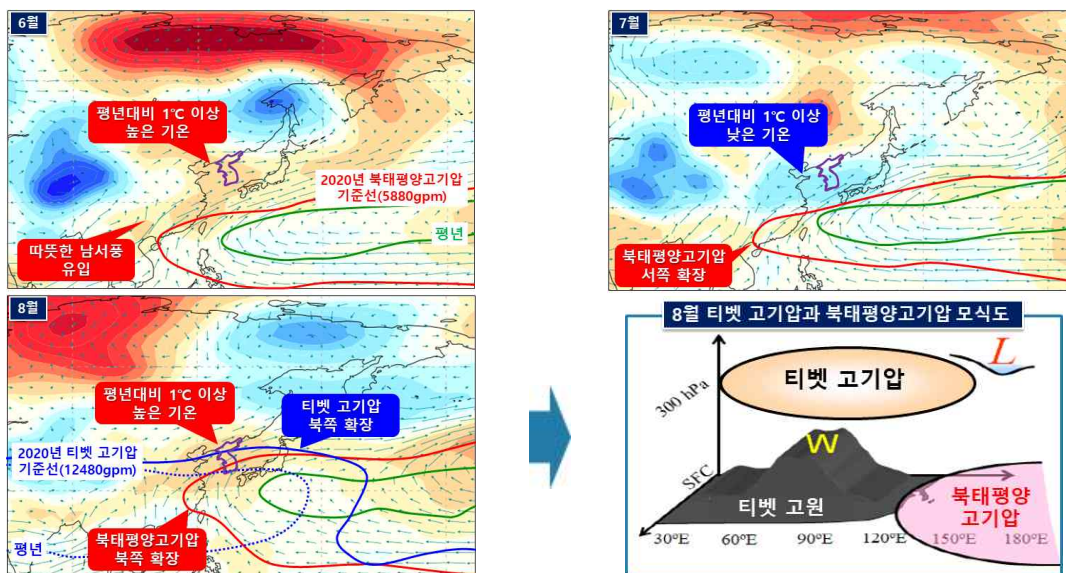 6월
평년대비 1℃ 이상
높은 기온
2020년 북태평양고기압
기준선(5880gpm)
평년
따뜻한 남서풍
유입
7월
평년대비 1℃ 이상
낮은 기온
북태평양고기압
서쪽 확장
8월
평년대비 1℃ 이상
높은 기온
티벳 고기압
북쪽 확장
2020년 티벳 고기압
기준선(12480gpm)
평년
북태평양고기압
북쪽 확장
8월 티벳 고기압과 북태평양고기압 모식도
L
티벳 고기압
300 hPa
W
SFC
티벳 고원
북태평양
고기압
30ºE 60ºE 90ºE 120ºE 150ºE 180ºE